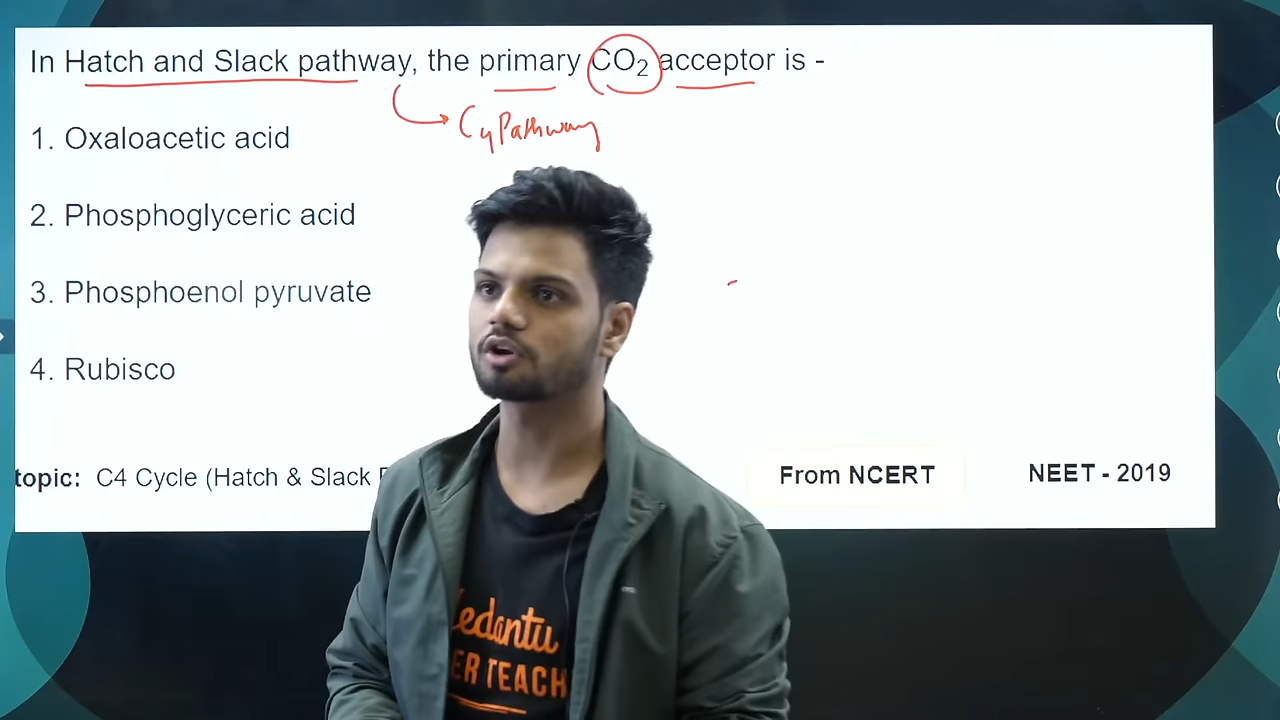 In Hatch and Slack pathway, the primary CO₂ acceptor is -
C4 Pathway
1. Oxaloacetic acid
2. Phosphoglyceric acid
3. Phosphoenol pyruvate
4. Rubisco
topic: C4 Cycle (Hatch & Slack
From NCERT
NEET - 2019
edantu
ER TEACH